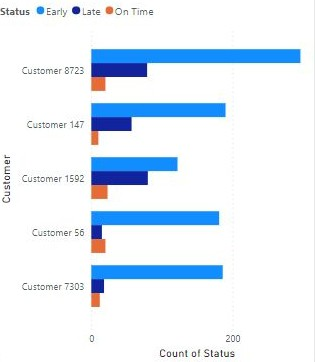 Status Early Late On Time
Customer 8723
Customer 147
Customer 1592
Customer 56
Customer 7303
Customer
0 200
Count of Status